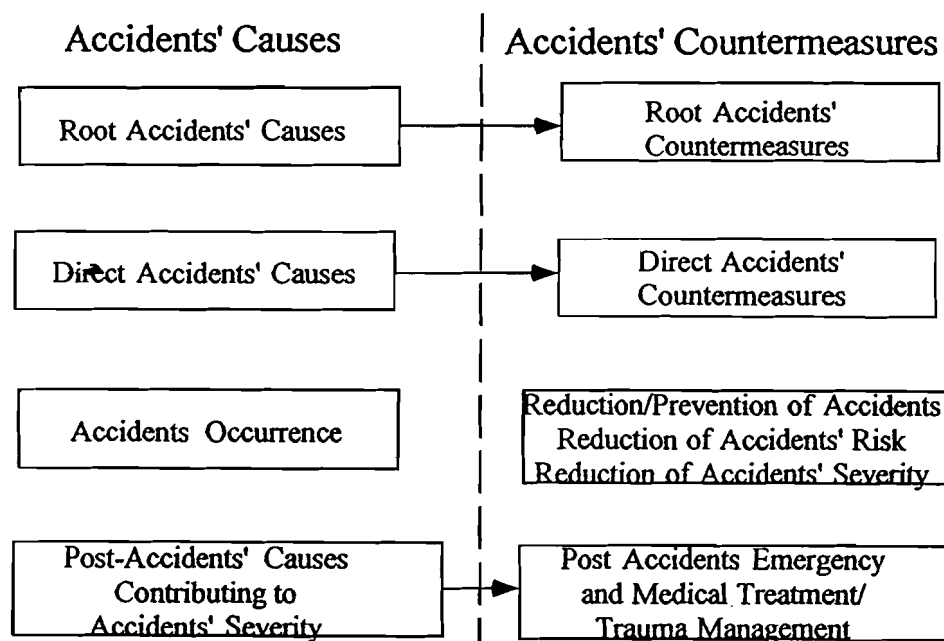 Accidents' Causes
Accidents' Countermeasures
Root Accidents' Causes
Root Accidents'
Countermeasures
Direct Accidents' Causes
Direct Accidents'
Countermeasures
Accidents Occurrence
Reduction/Prevention of Accidents
Reduction of Accidents' Risk
Reduction of Accidents' Severity
Post-Accidents' Causes
Contributing to
Accidents' Severity
Post Accidents Emergency
and Medical Treatment/
Trauma Management